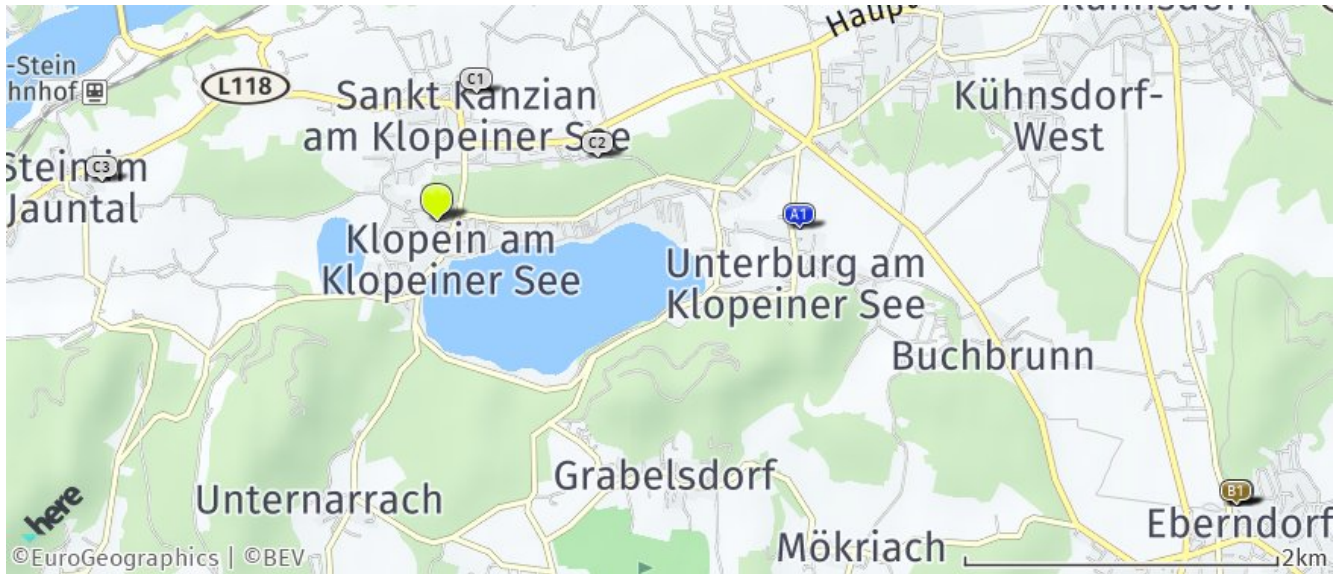 Haupt
-Stein
hnhof
L118
C1
Sankt Kanzian
am Klopeiner See
C2
Kühnsdorf-
West
C3
Stein im
Jauntal
A1
Klopein am
Klopeiner See
Unterburg am
Klopeiner See
Buchbrunn
Grabelsdorf
Unternarrach
B1
Eberndorf
Mökriach
here
2km
©EuroGeographics | ©BEV